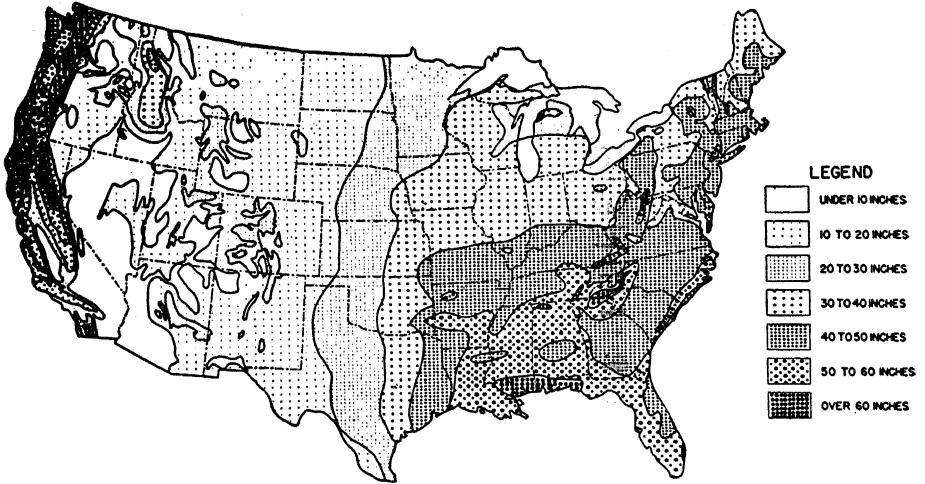 LEGEND
UNDER 10 INCHES
10 TO 20 INCHES
20 TO 30 INCHES
30 TO 40 INCHES
40 TO 50 INCHES
50 TO 60 INCHES
OVER 60 INCHES